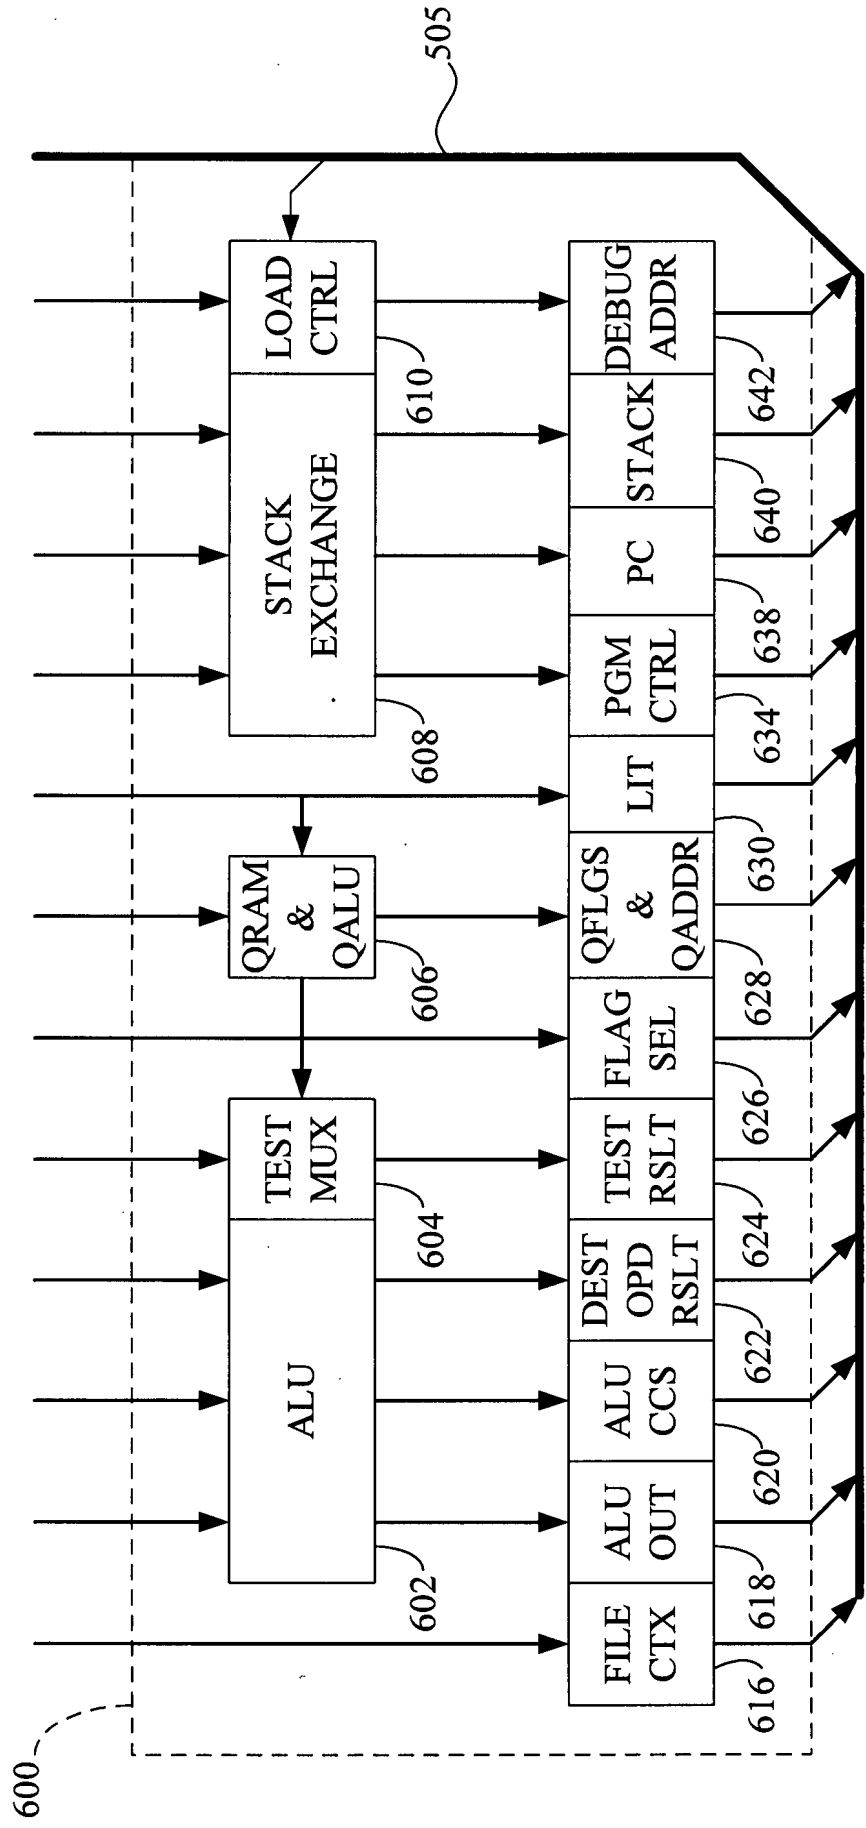 600
505
ALU
TEST
MUX
QRAM
&
QALU
STACK
EXCHANGE
LOAD
CTRL
602
604
606
608
610
FILE
CTX
ALU
OUT
ALU
CCS
DEST
OPD
RSLT
TEST
RSLT
FLAG
SEL
QFLGS
&
QADDR
LIT
PGM
CTRL
PC
STACK
DEBUG
ADDR
616
618
620
622
624
626
628
630
634
638
640
642